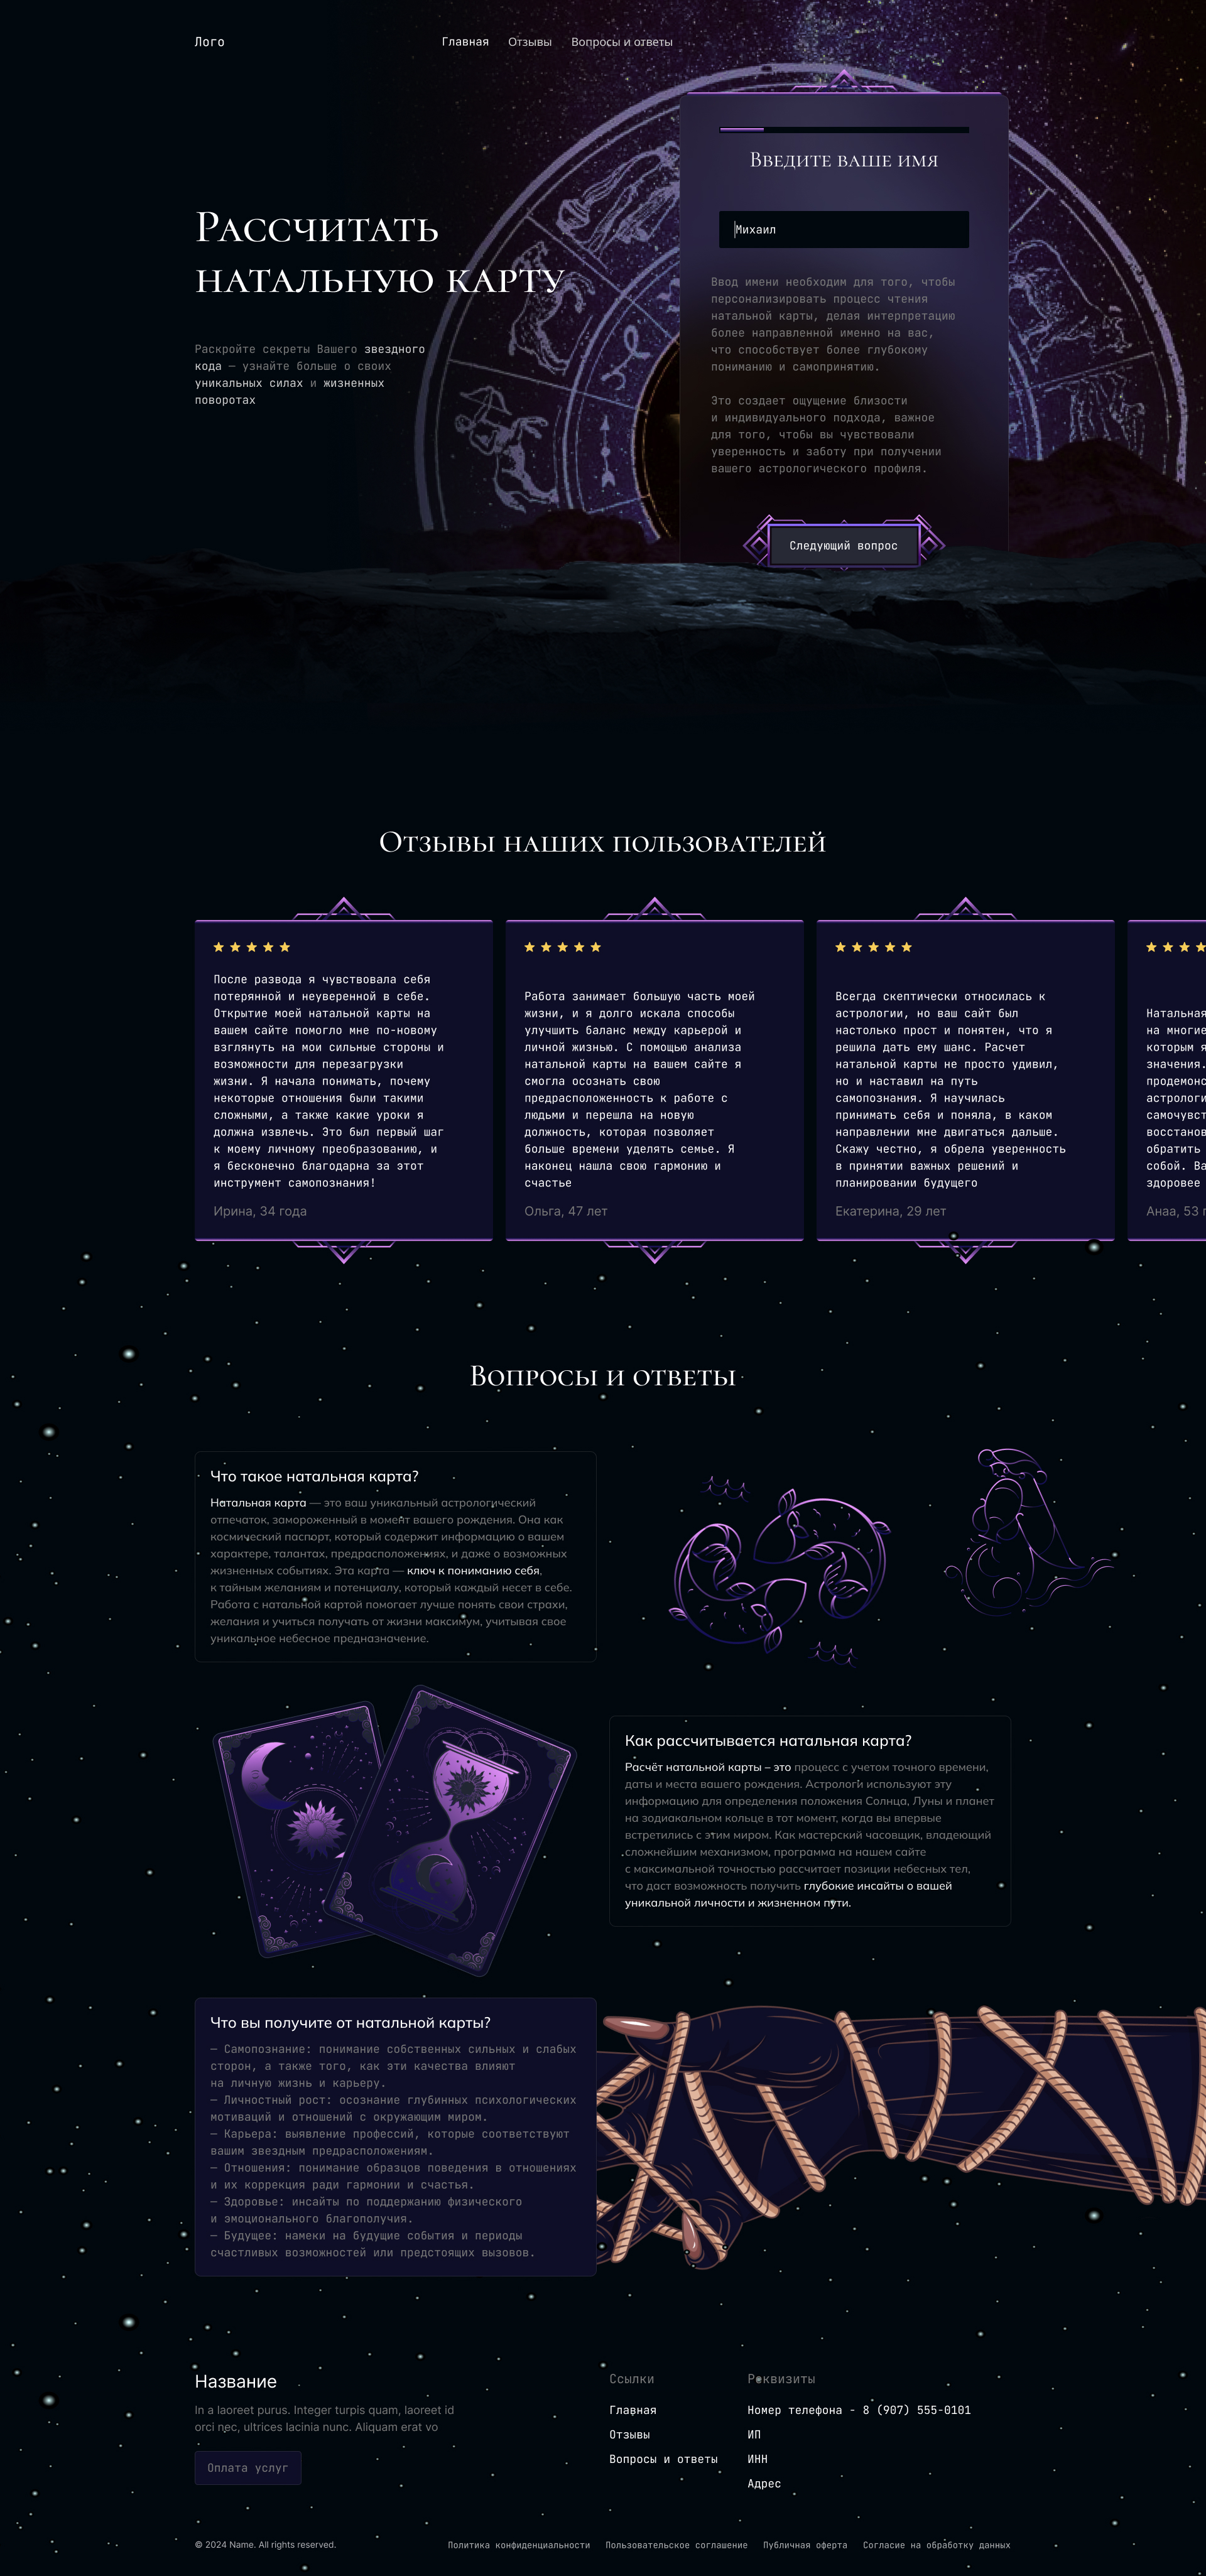 Лого
Главная
Отзывы
Вопросы и ответы
Рассчитать
натальную карту
Раскройте секреты Вашего звездного
кода — узнайте больше о своих
уникальных силах и жизненных
поворотах
Введите ваше имя
Михаил
Ввод имени необходим для того, чтобы
персонализировать процесс чтения
натальной карты, делая интерпретацию
более направленной именно на вас,
что способствует более глубокому
пониманию и самопринятию.
Это создает ощущение близости
и индивидуального подхода, важное
для того, чтобы вы чувствовали
уверенность и заботу при получении
вашего астрологического профиля.
Следующий вопрос
Отзывы наших пользователей
После развода я чувствовала себя
потерянной и неуверенной в себе.
Открытие моей натальной карты на
вашем сайте помогло мне по-новому
взглянуть на мои сильные стороны и
возможности для перезагрузки
жизни. Я начала понимать, почему
некоторые отношения были такими
сложными, а также какие уроки я
должна извлечь. Это был первый шаг
к моему личному преобразованию, и
я бесконечно благодарна за этот
инструмент самопознания!
Ирина, 34 года
Работа занимает большую часть моей
жизни, и я долго искала способы
улучшить баланс между карьерой и
личной жизнью. С помощью анализа
натальной карты на вашем сайте я
смогла осознать свою
предрасположенность к работе с
людьми и перешла на новую
должность, которая позволяет
больше времени уделять семье. Я
наконец нашла свою гармонию и
счастье
Ольга, 47 лет
Всегда скептически относилась к
астрологии, но ваш сайт был
настолько прост и понятен, что я
решила дать ему шанс. Расчет
натальной карты не просто удивил,
но и наставил на путь
самопознания. Я научилась
принимать себя и поняла, в каком
направлении мне двигаться дальше.
Скажу честно, я обрела уверенность
в принятии важных решений и
планировании будущего
Екатерина, 29 лет
Натальная
на многие
которым я
значения.
продемонс
астрологи
самочувст
восстанов
обратить
собой. Ва
здоровее
Анаа, 53 г
Вопросы и ответы
Что такое натальная карта?
Натальная карта — это ваш уникальный астрологический
отпечаток, замороженный в момент вашего рождения. Она как
космический паспорт, который содержит информацию о вашем
характере, талантах, предрасположениях, и даже о возможных
жизненных событиях. Эта карта — ключ к пониманию себя,
к тайным желаниям и потенциалу, который каждый несет в себе.
Работа с натальной картой помогает лучше понять свои страхи,
желания и учиться получать от жизни максимум, учитывая свое
уникальное небесное предназначение.
Как рассчитывается натальная карта?
Расчёт натальной карты – это процесс с учетом точного времени,
даты и места вашего рождения. Астрологи используют эту
информацию для определения положения Солнца, Луны и планет
на зодиакальном кольце в тот момент, когда вы впервые
встретились с этим миром. Как мастерский часовщик, владеющий
сложнейшим механизмом, программа на нашем сайте
с максимальной точностью рассчитает позиции небесных тел,
что даст возможность получить глубокие инсайты о вашей
уникальной личности и жизненном пути.
Что вы получите от натальной карты?
— Самопознание: понимание собственных сильных и слабых
сторон, а также того, как эти качества влияют
на личную жизнь и карьеру.
— Личностный рост: осознание глубинных психологических
мотиваций и отношений с окружающим миром.
— Карьера: выявление профессий, которые соответствуют
вашим звездным предрасположениям.
— Отношения: понимание образцов поведения в отношениях
и их коррекция ради гармонии и счастья.
— Здоровье: инсайты по поддержанию физического
и эмоционального благополучия.
— Будущее: намеки на будущие события и периоды
счастливых возможностей или предстоящих вызовов.
Название
In a laoreet purus. Integer turpis quam, laoreet id
orci nec, ultrices lacinia nunc. Aliquam erat vo
Оплата услуг
Ссылки
Главная
Отзывы
Вопросы и ответы
Реквизиты
Номер телефона - 8 (907) 555-0101
ИП
ИНН
Адрес
© 2024 Name. All rights reserved.
Политика конфиденциальности
Пользовательское соглашение
Публичная оферта
Согласие на обработку данных